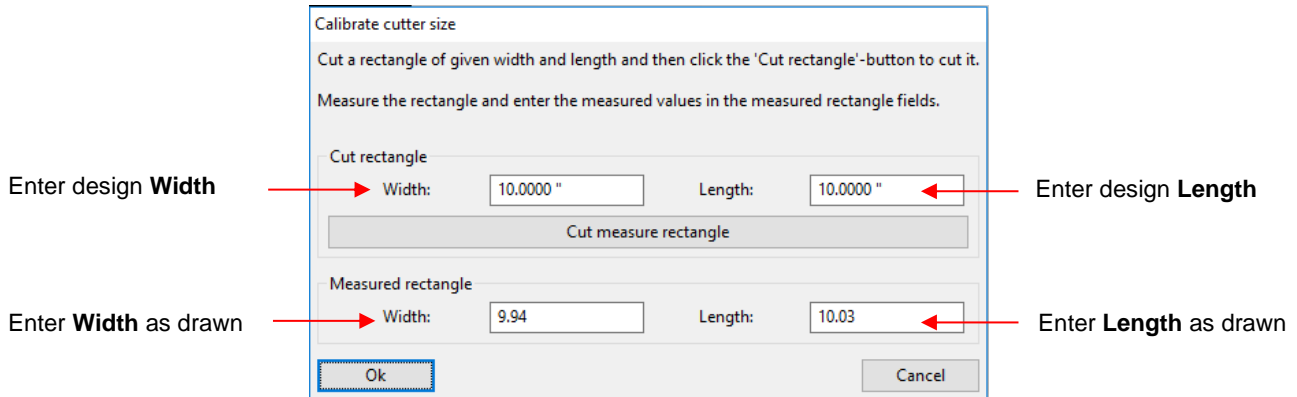 Calibrate cutter size
Cut a rectangle of given width and length and then click the 'Cut rectangle'-button to cut it.
Measure the rectangle and enter the measured values in the measured rectangle fields.
Cut rectangle
Enter design Width
Width:
10.0000 "
Length:
10.0000 "
Enter design Length
Cut measure rectangle
Measured rectangle
Enter Width as drawn
Width:
9.94
Length:
10.03
Enter Length as drawn
Ok
Cancel